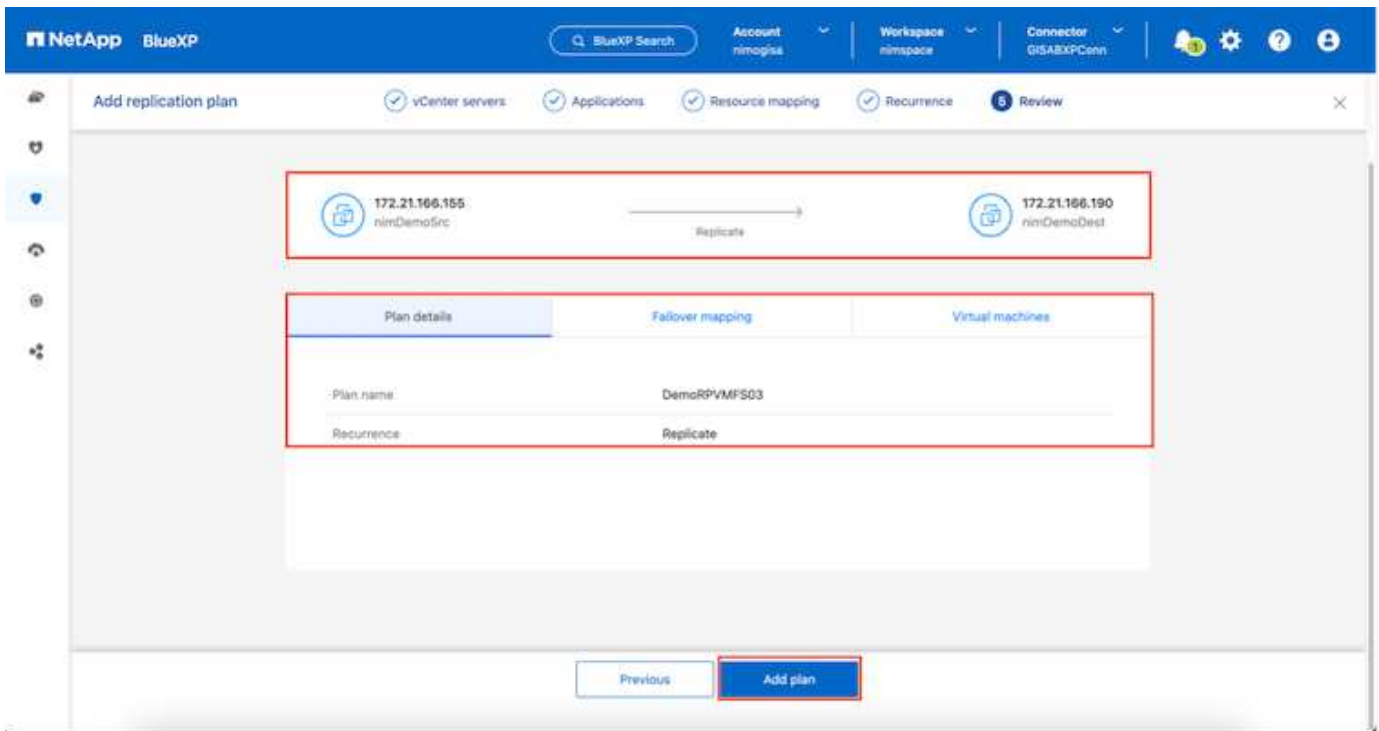 NetApp BlueXP
BlueXP Search
Account
nimogisa
Workspace
nimspace
Connector
GISABXPConn
1
Add replication plan
vCenter servers
Applications
Resource mapping
Recurrence
5 Review
172.21.166.155
nimDemoSrc
Replicate
172.21.166.190
nimDemoDest
Plan details
Failover mapping
Virtual machines
Plan name
DemoRPVMFS03
Recurrence
Replicate
Previous
Add plan